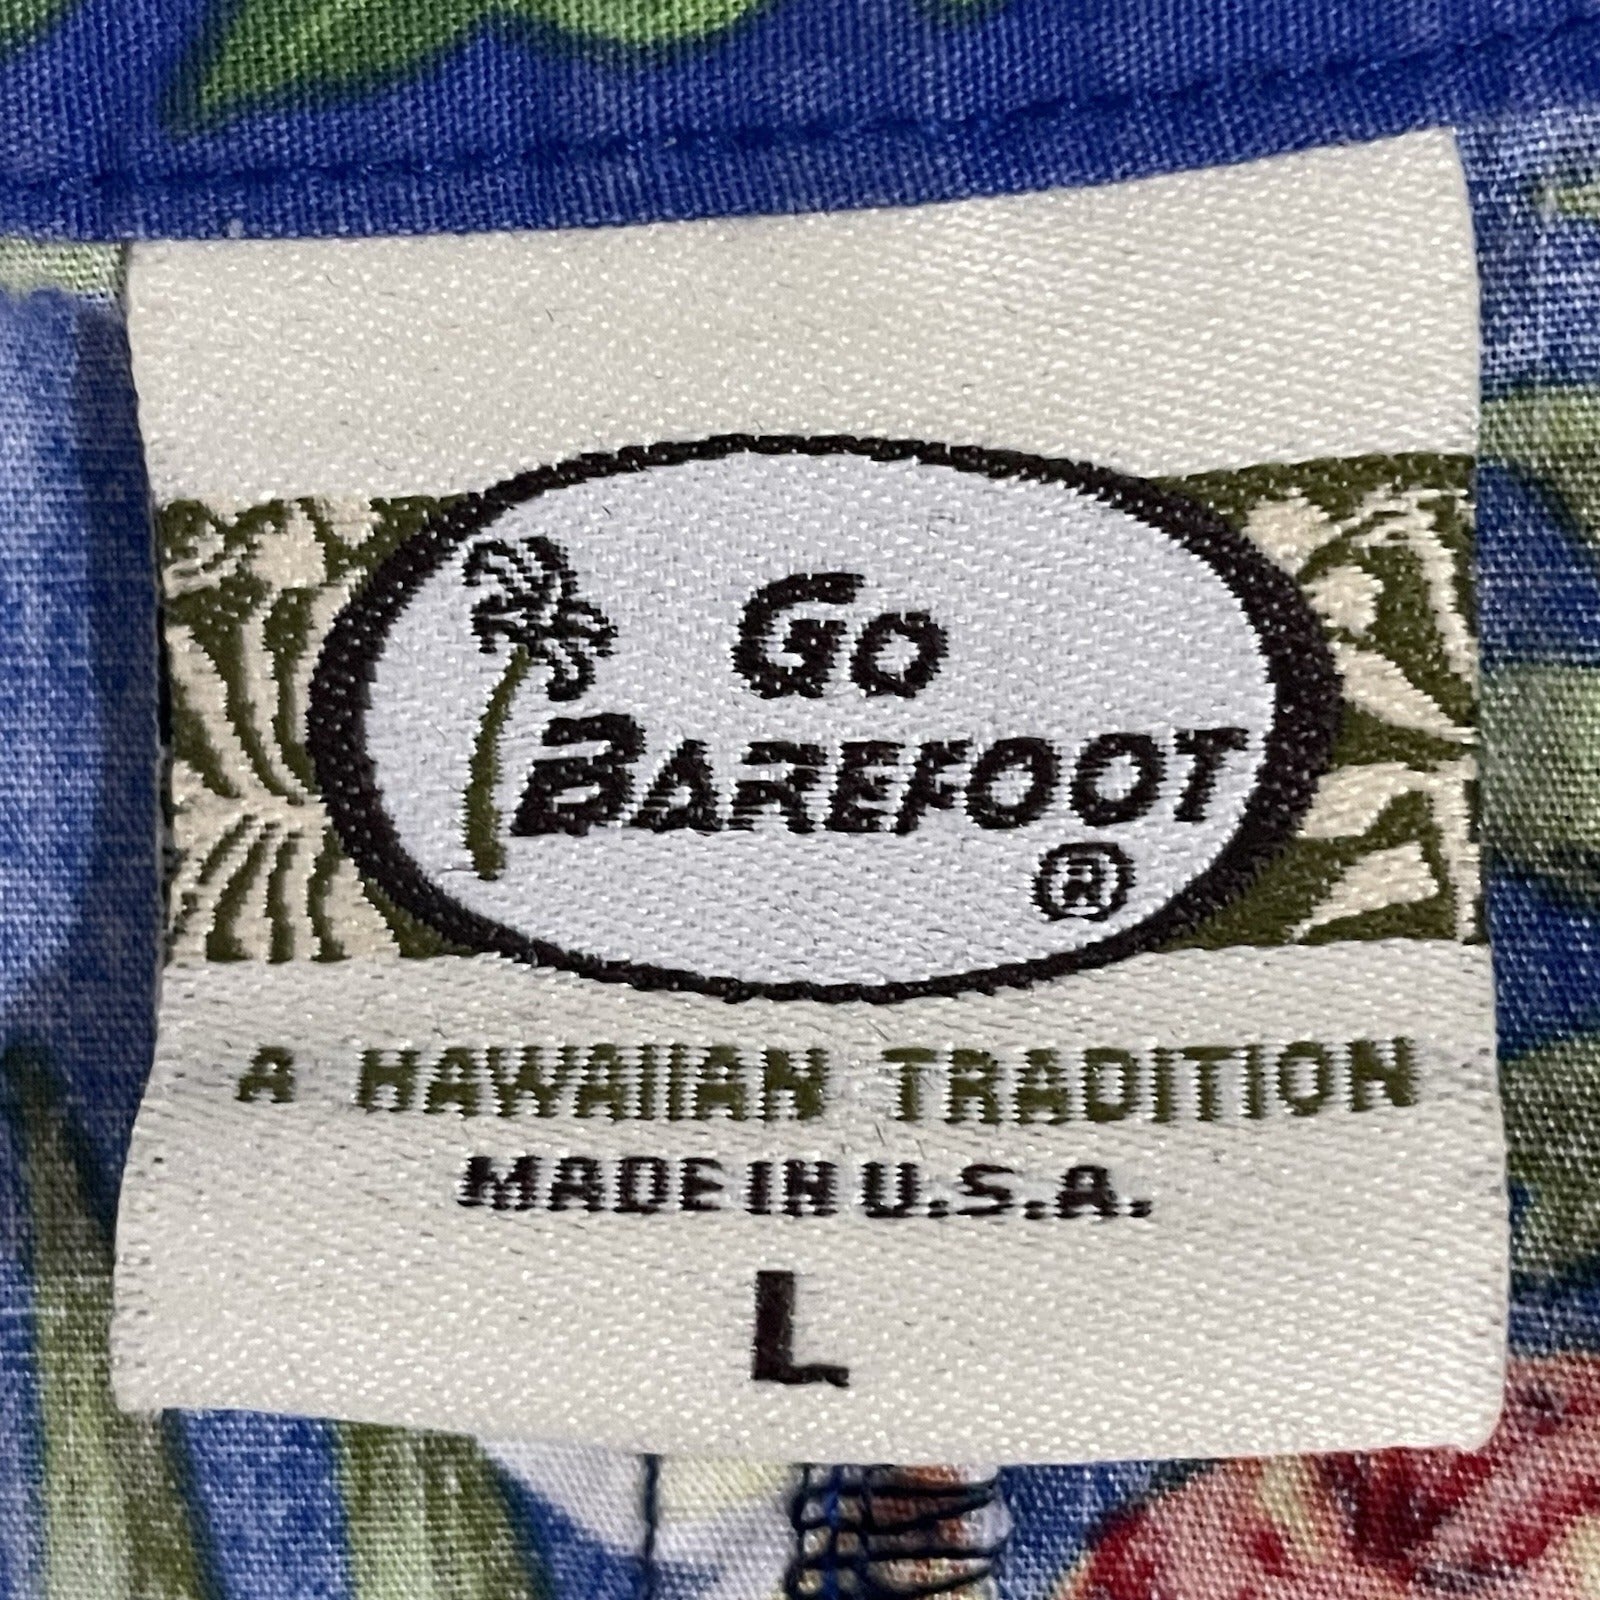 GO
BAREFOOT
®
A HAWAIIAN TRADITION
MADE IN U.S.A.
L